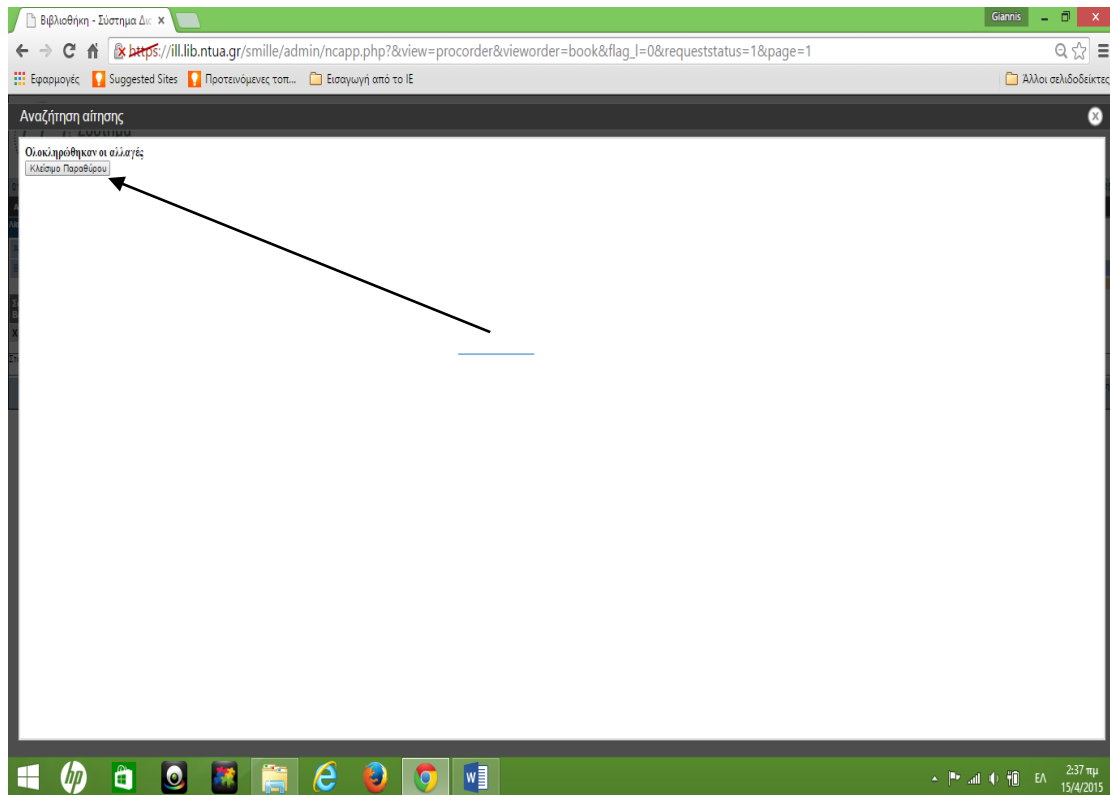 Βιβλιοθήκη - Σύστημα Δια
Giannis
https://ill.lib.ntua.gr/smille/admin/ncapp.php?&view=procorder&vieworder=book&flag_l=0&requeststatus=1&page=1
Εφαρμογές Suggested Sites Προτεινόμενες τοπ... Εισαγωγή από το IE Άλλοι σελιδοδείκτες
Αναζήτηση αίτησης
Ολοκληρώθηκαν οι αλλαγές
Κλείσιμο Παραθύρου
hp
ΕΛ
2:37 πμ
15/4/2015